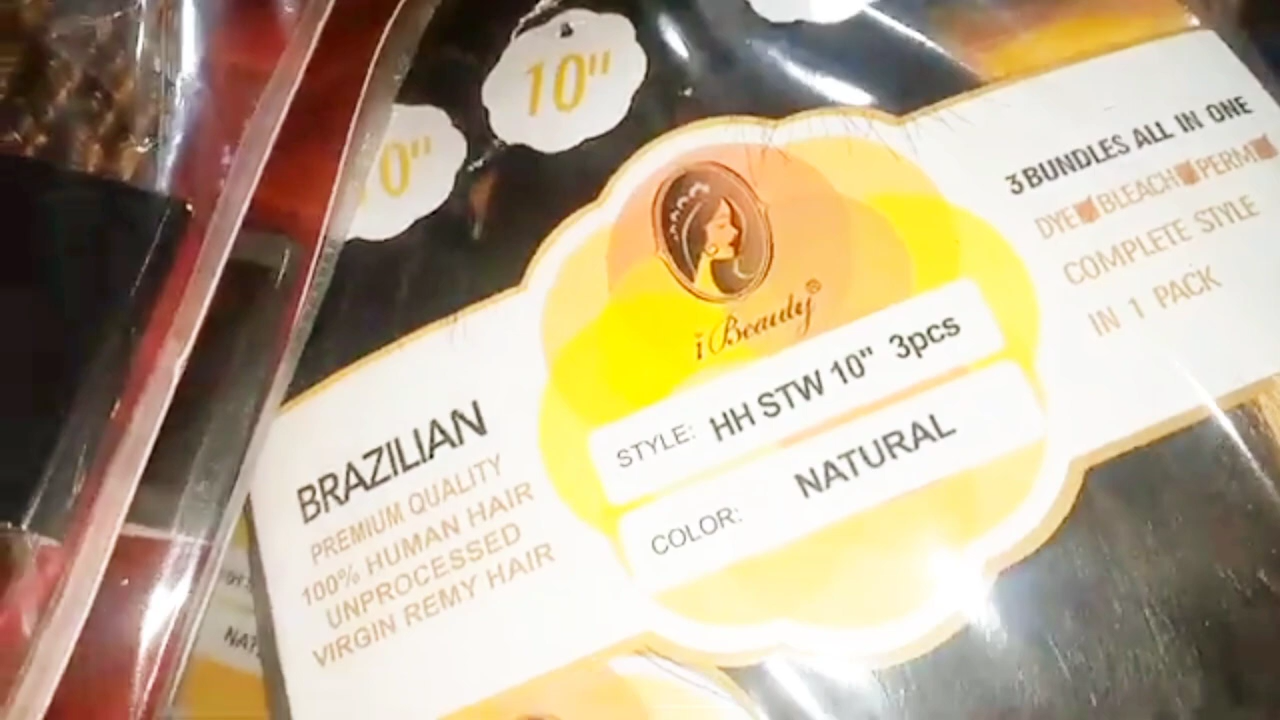 10"
0"
3 BUNDLES ALL IN ONE
DYE BLEACH PERM
COMPLETE STYLE
IN 1 PACK
i Beauty®
STYLE: HH STW 10" 3pcs
COLOR: NATURAL
BRAZILIAN
PREMIUM QUALITY
100% HUMAN HAIR
UNPROCESSED
VIRGIN REMY HAIR